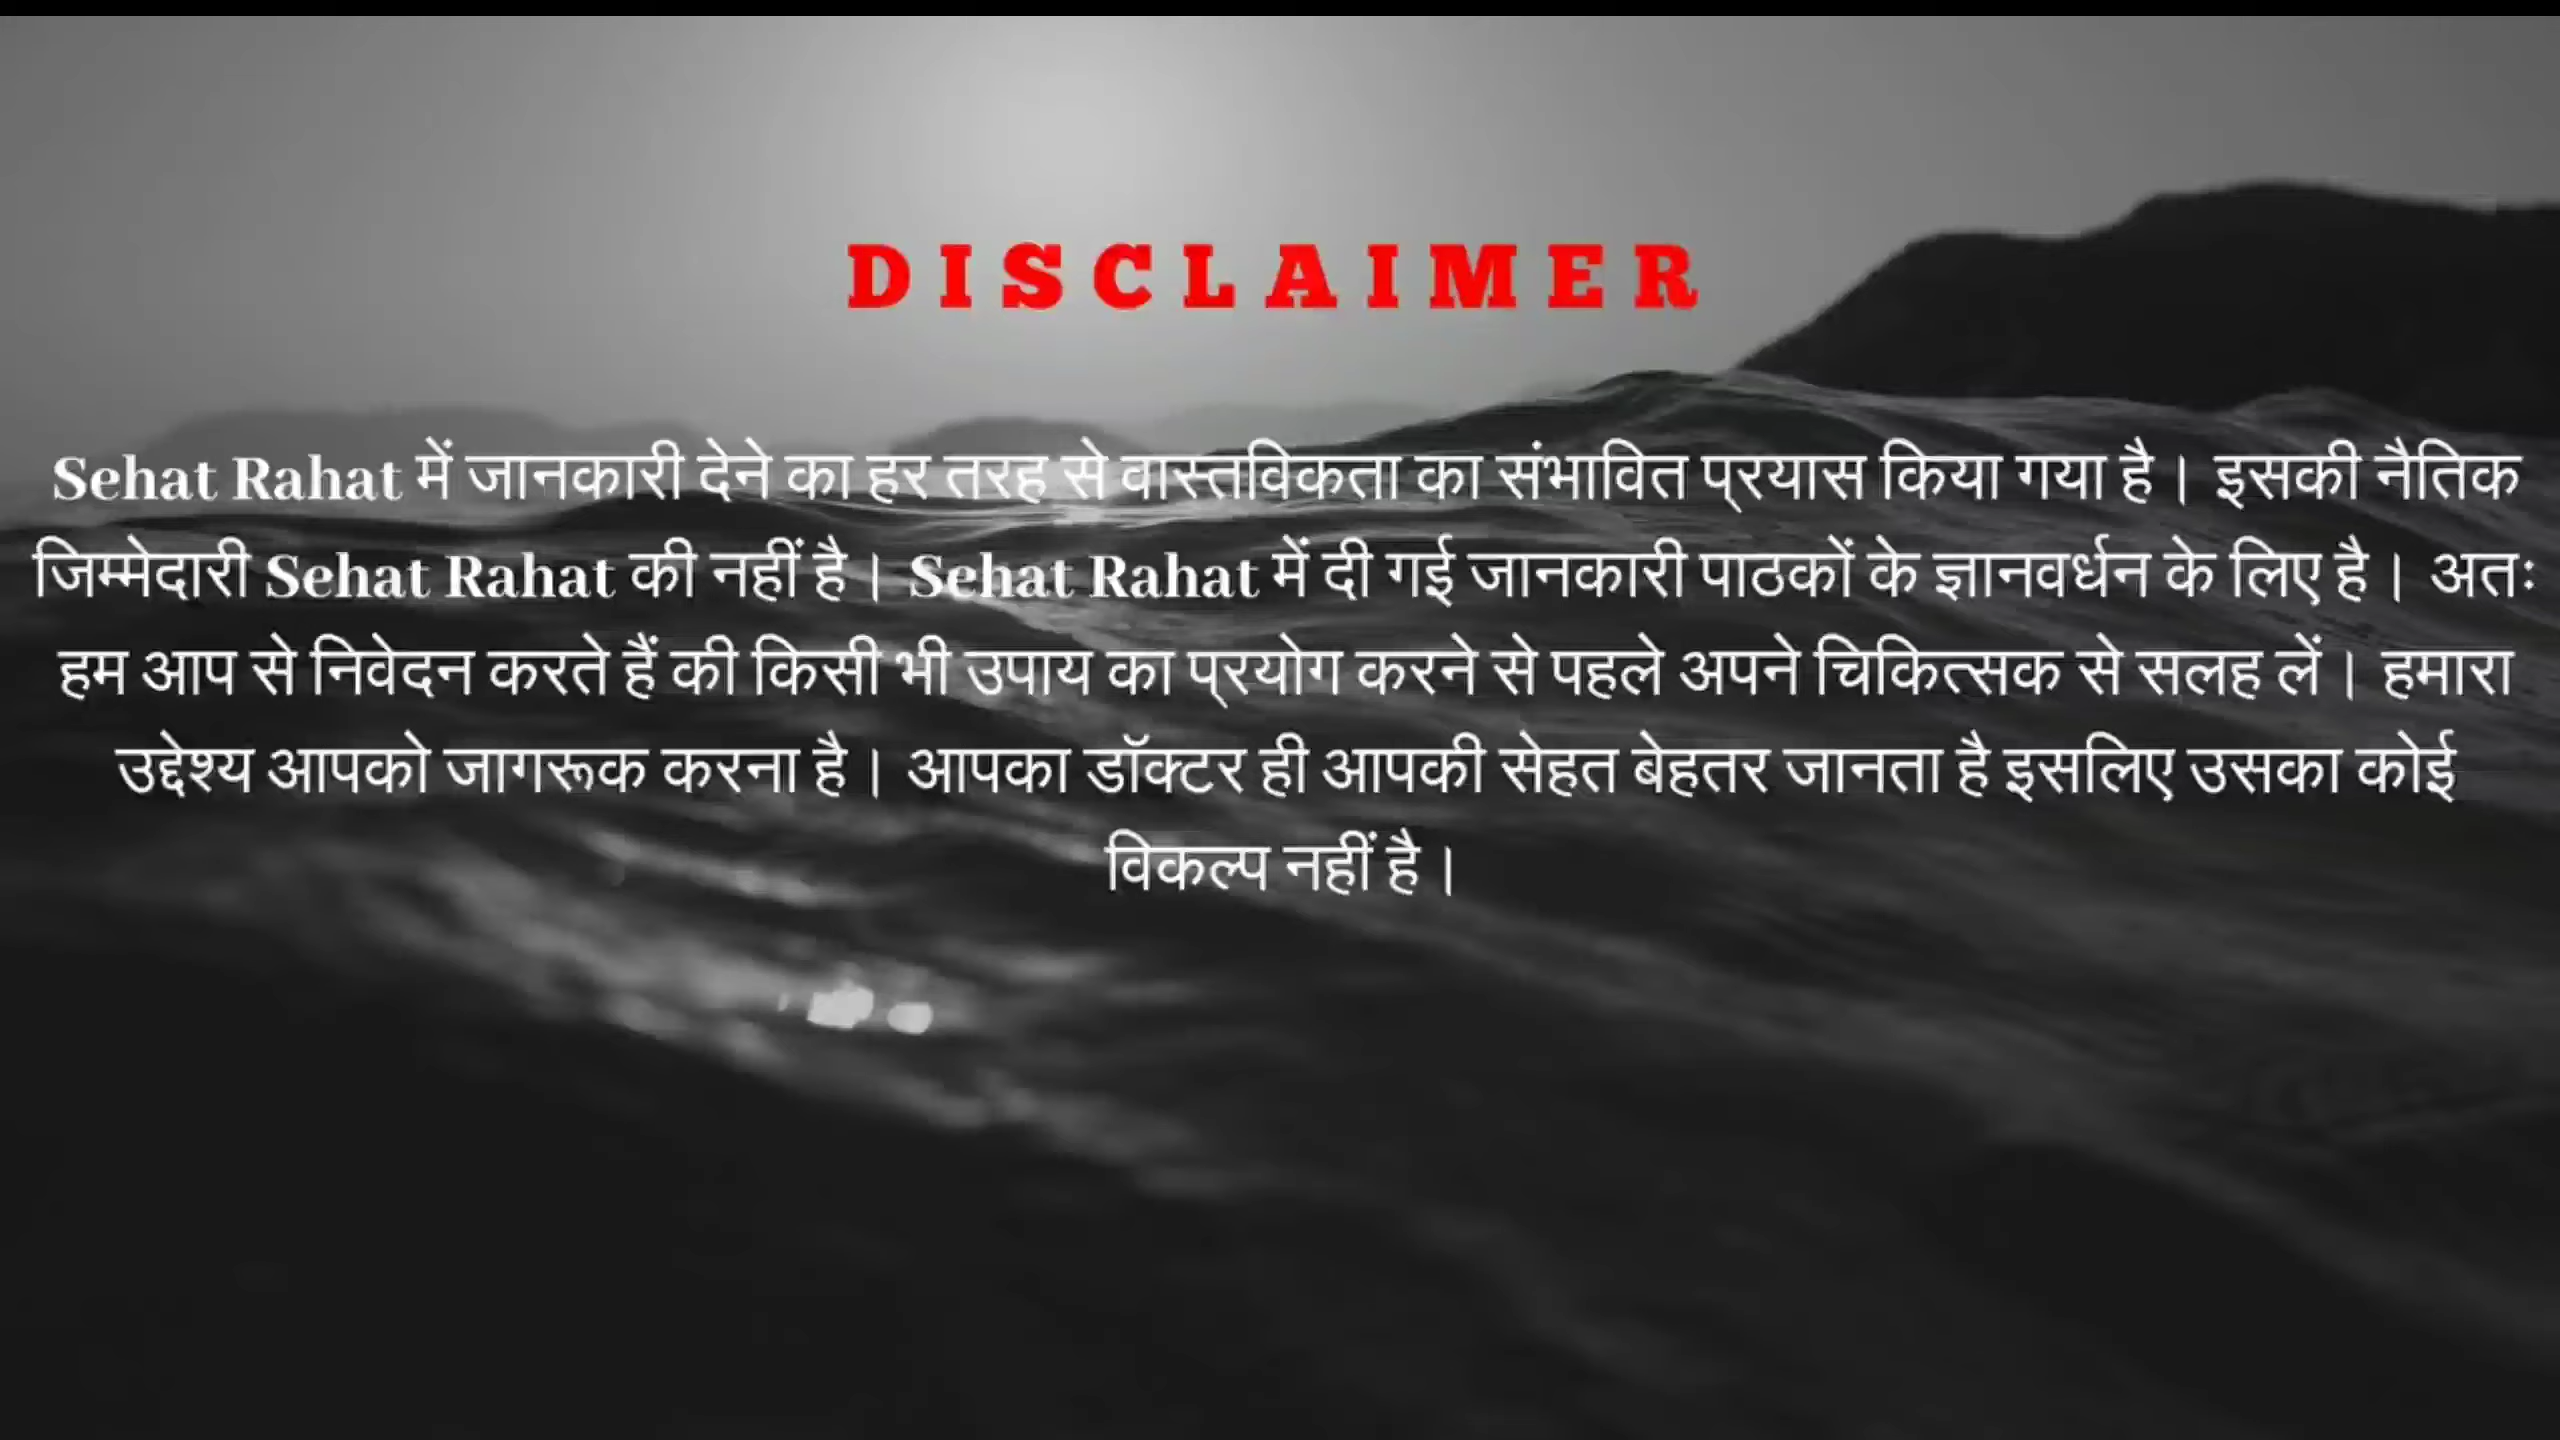 DISCLAIMER
Sehat Rahat में जानकारी देने का हर तरह से वास्तविकता का संभावित प्रयास किया गया है। इसकी नैतिक
जिम्मेदारी Sehat Rahat की नहीं है। Sehat Rahat में दी गई जानकारी पाठकों के ज्ञानवर्धन के लिए है। अतः
हम आप से निवेदन करते हैं की किसी भी उपाय का प्रयोग करने से पहले अपने चिकित्सक से सलह लें। हमारा
उद्देश्य आपको जागरूक करना है। आपका डॉक्टर ही आपकी सेहत बेहतर जानता है इसलिए उसका कोई
विकल्प नहीं है।